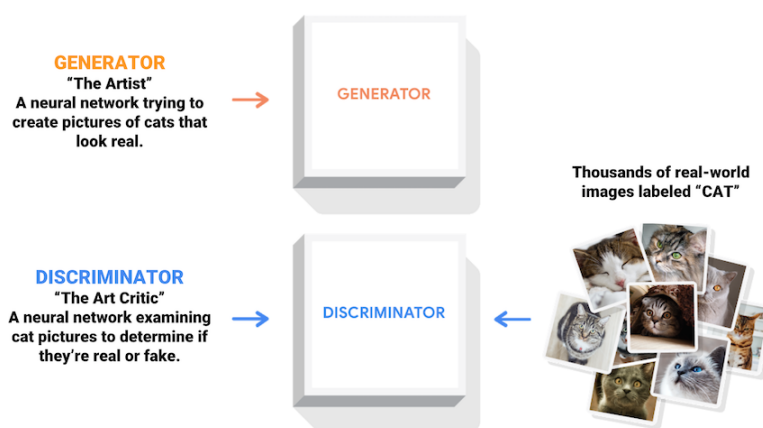 GENERATOR
“The Artist”
A neural network trying to
create pictures of cats that
look real.
GENERATOR
Thousands of real-world
images labeled “CAT”
DISCRIMINATOR
“The Art Critic”
A neural network examining
cat pictures to determine if
they’re real or fake.
DISCRIMINATOR